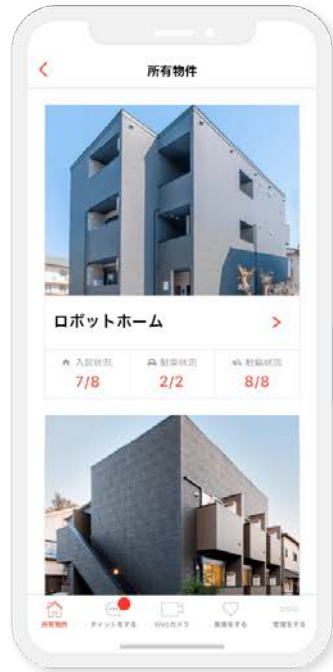 所有物件
ロボットホーム
入居状況
駐車状況
駐輪状況
7/8
2/2
8/8
所有物件
チャットをする
Webカメラ
管理をする